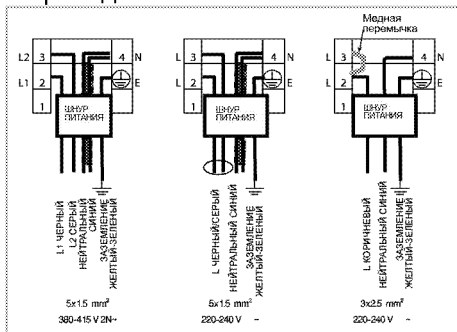 Медная
перемычка
L2 3 4 N
L1 2 E
1
ШНУР
ПИТАНИЯ
L1 ЧЕРНЫЙ
L2 СЕРЫЙ
НЕЙТРАЛЬНЫЙ
СИНИЙ
ЗАЗЕМЛЕНИЕ
ЖЕЛТЫЙ-ЗЕЛЕНЫЙ
5x1.5 mm²
380-415 V 2N~
L 3 4 N
L 2 E
1
ШНУР
ПИТАНИЯ
L ЧЕРНЫЙ/СЕРЫЙ
НЕЙТРАЛЬНЫЙ СИНИЙ
ЗАЗЕМЛЕНИЕ
ЖЕЛТЫЙ-ЗЕЛЕНЫЙ
5x1.5 mm²
220-240 V ~
L 3 4 N
L 2 E
1
ШНУР
ПИТАНИЯ
L КОРИЧНЕВЫЙ
НЕЙТРАЛЬНЫЙ СИНИЙ
ЗАЗЕМЛЕНИЕ
ЖЕЛТЫЙ-ЗЕЛЕНЫЙ
3x2.5 mm²
220-240 V ~